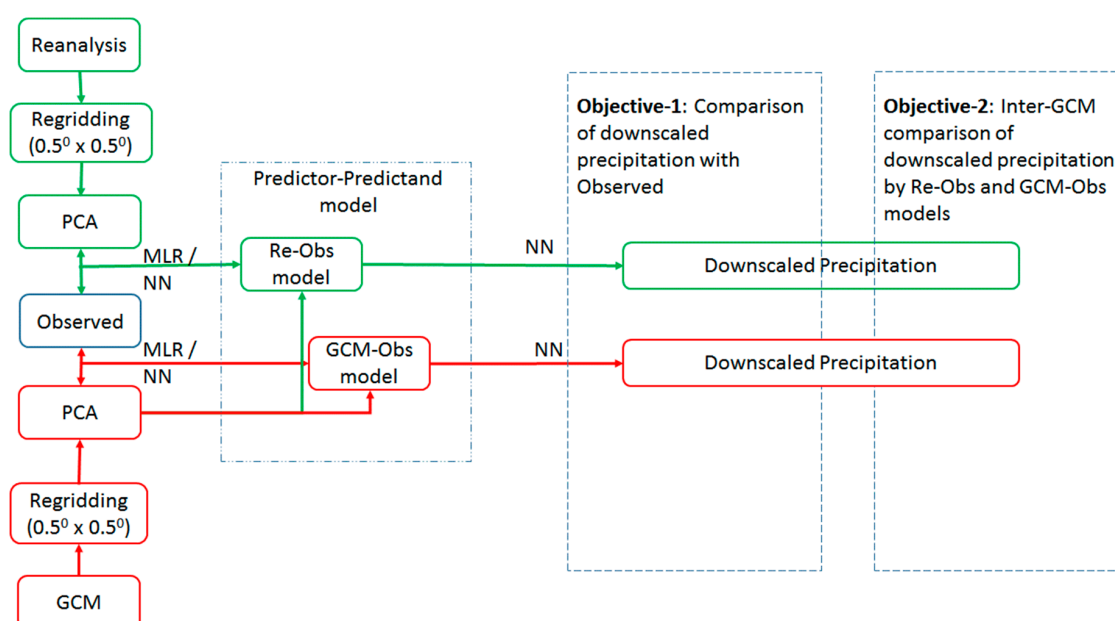 Reanalysis
Regridding
(0.5⁰ x 0.5⁰)
PCA
MLR /
NN
Observed
MLR /
NN
PCA
Regridding
(0.5⁰ x 0.5⁰)
GCM
Predictor-Predictand
model
Re-Obs
model
GCM-Obs
model
NN
NN
Objective-1: Comparison
of downscaled
precipitation with
Observed
Objective-2: Inter-GCM
comparison of
downscaled precipitation
by Re-Obs and GCM-Obs
models
Downscaled Precipitation
Downscaled Precipitation